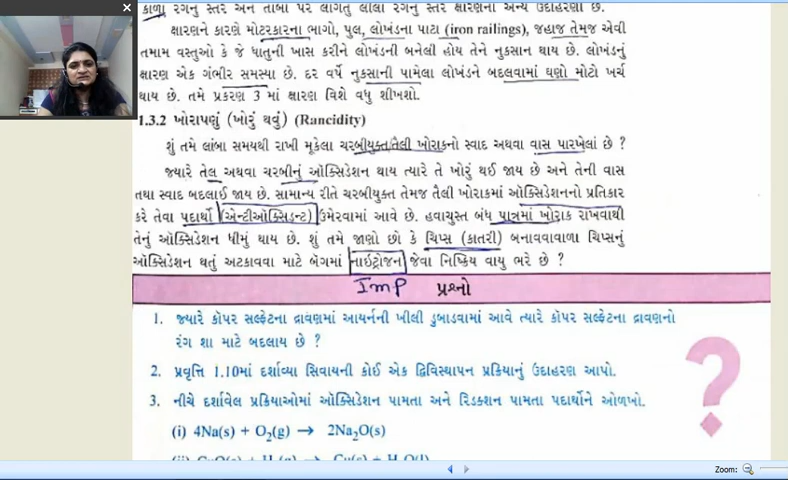 કાળા રંગનું સ્તર અને તાંબા પર લાગતું લીલા રંગનું સ્તર ક્ષારણના અન્ય ઉદાહરણો છે.
ક્ષારણને કારણે મોટરકારના ભાગો, પુલ, લોખંડના પાટા (iron railings), જહાજ તેમજ એવી
તમામ વસ્તુઓ કે જે ધાતુની ખાસ કરીને લોખંડની બનેલી હોય તેને નુકસાન થાય છે. લોખંડનું
ક્ષારણ એક ગંભીર સમસ્યા છે. દર વર્ષે નુકસાની પામેલા લોખંડને બદલવામાં ઘણો મોટો ખર્ચ
થાય છે. તમે પ્રકરણ 3 માં ક્ષારણ વિશે વધુ શીખશો.
1.3.2 ખોરાપણું (ખોરું થવું) (Rancidity)
શું તમે લાંબા સમયથી રાખી મૂકેલા ચરબીયુક્ત/તૈલી ખોરાકનો સ્વાદ અથવા વાસ પારખેલાં છે ?
જ્યારે તેલ અથવા ચરબીનું ઑક્સિડેશન થાય ત્યારે તે ખોરું થઈ જાય છે અને તેની વાસ
તથા સ્વાદ બદલાઈ જાય છે. સામાન્ય રીતે ચરબીયુક્ત તેમજ તૈલી ખોરાકમાં ઑક્સિડેશનનો પ્રતિકાર
કરે તેવા પદાર્થો (એન્ટીઑક્સિડન્ટ) ઉમેરવામાં આવે છે. હવાચુસ્ત બંધ પાત્રમાં ખોરાક રાખવાથી
તેનું ઑક્સિડેશન ધીમું થાય છે. શું તમે જાણો છો કે ચિપ્સ (કાતરી) બનાવવાવાળા ચિપ્સનું
ઑક્સિડેશન થતું અટકાવવા માટે બૅગમાં નાઈટ્રોજન જેવા નિષ્ક્રિય વાયુ ભરે છે ?
IMP પ્રશ્નો
1. જ્યારે કૉપર સલ્ફેટના દ્રાવણમાં આયર્નની ખીલી ડુબાડવામાં આવે ત્યારે કૉપર સલ્ફેટના દ્રાવણનો
રંગ શા માટે બદલાય છે ?
2. પ્રવૃત્તિ 1.10માં દર્શાવ્યા સિવાયની કોઈ એક દ્વિવિસ્થાપન પ્રક્રિયાનું ઉદાહરણ આપો.
3. નીચે દર્શાવેલ પ્રક્રિયાઓમાં ઑક્સિડેશન પામતા અને રિડક્શન પામતા પદાર્થોને ઓળખો.
?
(i) 4Na(s) + O₂(g) → 2Na₂O(s)
Zoom: